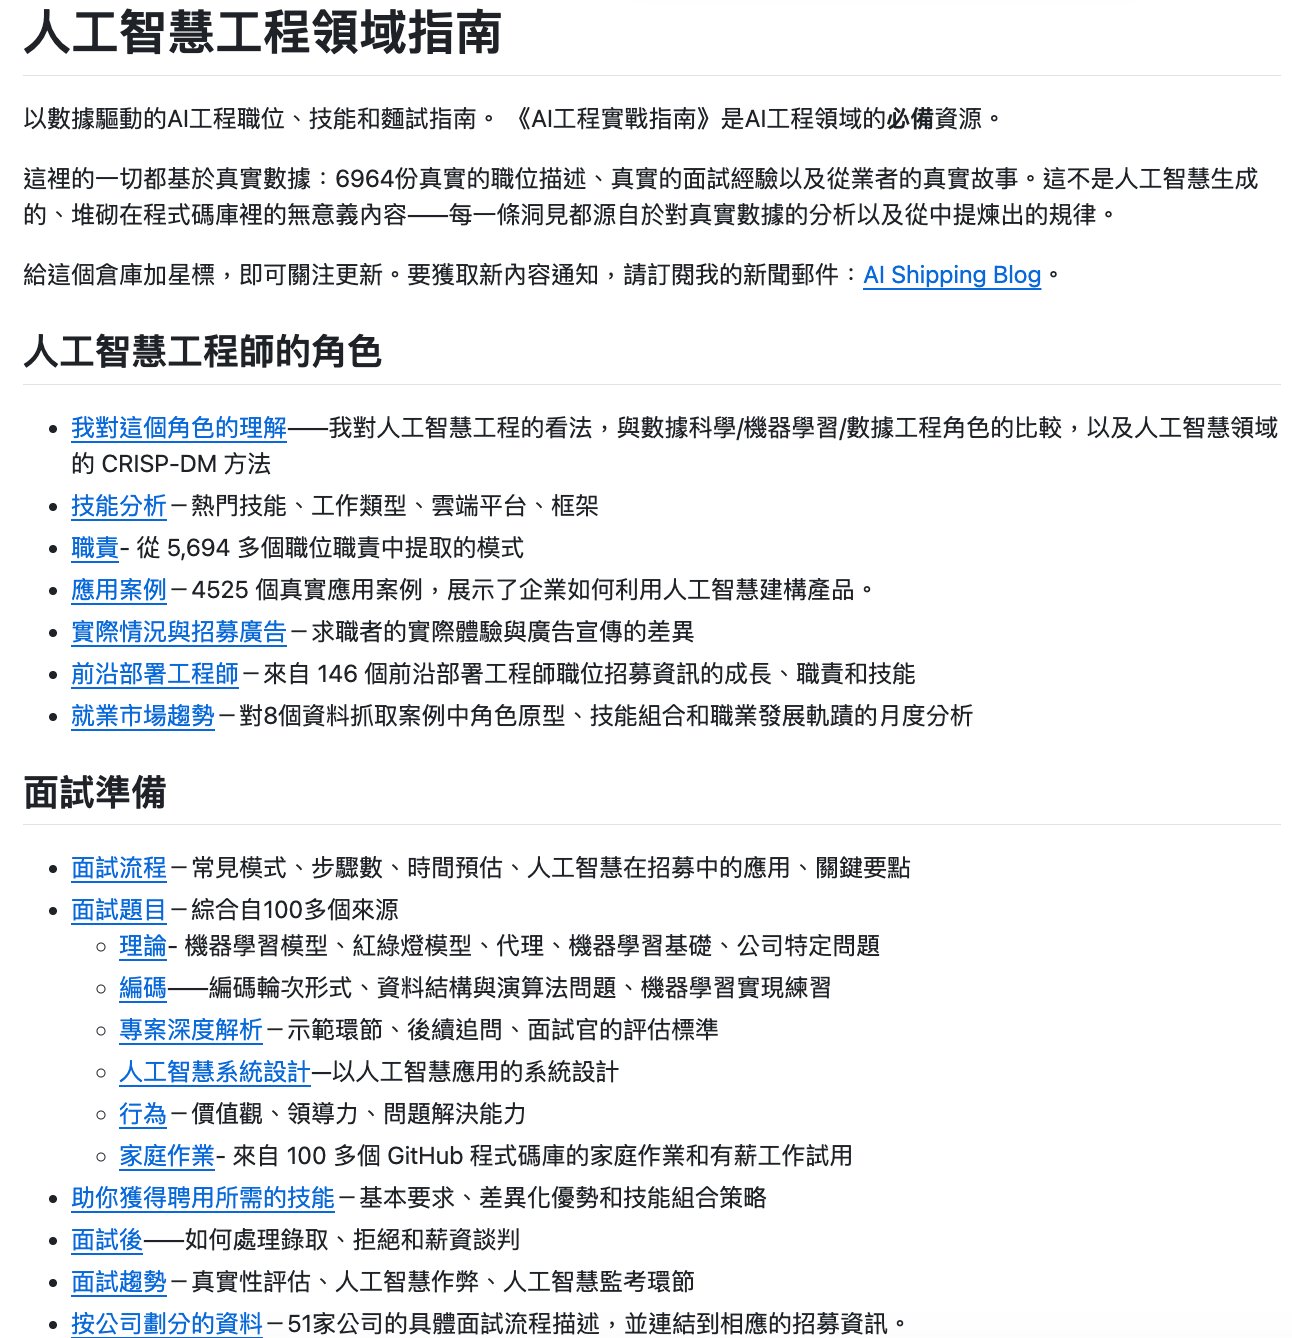 人工智慧工程領域指南
以數據驅動的AI工程職位、技能和麵試指南。 《AI工程實戰指南》是AI工程領域的必備資源。
這裡的一切都基於真實數據：6964份真實的職位描述、真實的面試經驗以及從業者的真實故事。這不是人工智慧生成
的、堆砌在程式碼庫裡的無意義內容——每一條洞見都源自於對真實數據的分析以及從中提煉出的規律。
給這個倉庫加星標，即可關注更新。要獲取新內容通知，請訂閱我的新聞郵件：AI Shipping Blog。
人工智慧工程師的角色
• 我對這個角色的理解——我對人工智慧工程的看法，與數據科學/機器學習/數據工程角色的比較，以及人工智慧領域
的 CRISP-DM 方法
• 技能分析－熱門技能、工作類型、雲端平台、框架
• 職責- 從 5,694 多個職位職責中提取的模式
• 應用案例－4525 個真實應用案例，展示了企業如何利用人工智慧建構產品。
• 實際情況與招募廣告－求職者的實際體驗與廣告宣傳的差異
• 前沿部署工程師－來自 146 個前沿部署工程師職位招募資訊的成長、職責和技能
• 就業市場趨勢－對8個資料抓取案例中角色原型、技能組合和職業發展軌蹟的月度分析
面試準備
• 面試流程－常見模式、步驟數、時間預估、人工智慧在招募中的應用、關鍵要點
• 面試題目－綜合自100多個來源
◦ 理論- 機器學習模型、紅綠燈模型、代理、機器學習基礎、公司特定問題
◦ 編碼——編碼輪次形式、資料結構與演算法問題、機器學習實現練習
◦ 專案深度解析－示範環節、後續追問、面試官的評估標準
◦ 人工智慧系統設計—以人工智慧應用的系統設計
◦ 行為－價值觀、領導力、問題解決能力
◦ 家庭作業- 來自 100 多個 GitHub 程式碼庫的家庭作業和有薪工作試用
• 助你獲得聘用所需的技能－基本要求、差異化優勢和技能組合策略
• 面試後——如何處理錄取、拒絕和薪資談判
• 面試趨勢－真實性評估、人工智慧作弊、人工智慧監考環節
• 按公司劃分的資料－51家公司的具體面試流程描述，並連結到相應的招募資訊。